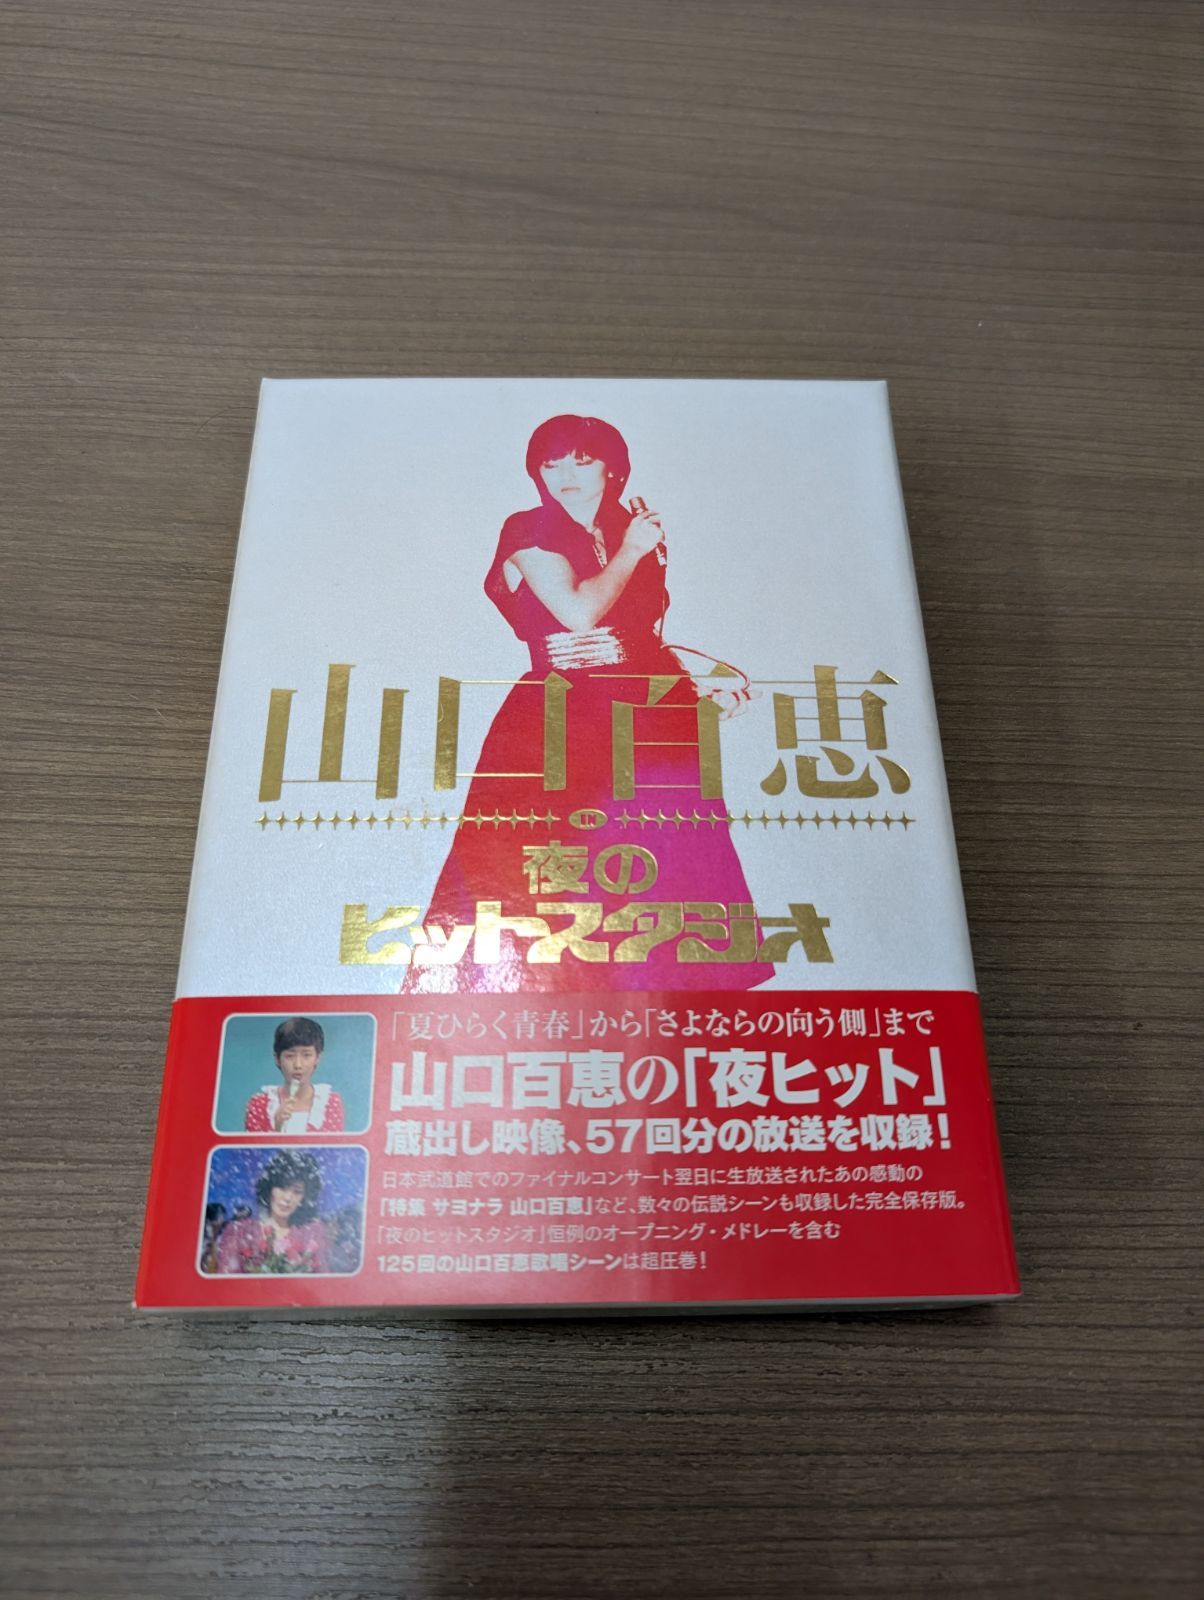 山口百恵
IN
夜の
ヒットスタジオ
「夏ひらく青春」から「さよならの向う側」まで
山口百恵の「夜ヒット」
蔵出し映像、57回分の放送を収録!
日本武道館でのファイナルコンサート翌日に生放送されたあの感動の
「特集 サヨナラ 山口百恵」など、数々の伝説シーンも収録した完全保存版。
「夜のヒットスタジオ」恒例のオープニング・メドレーを含む
125回の山口百恵歌唱シーンは超圧巻!